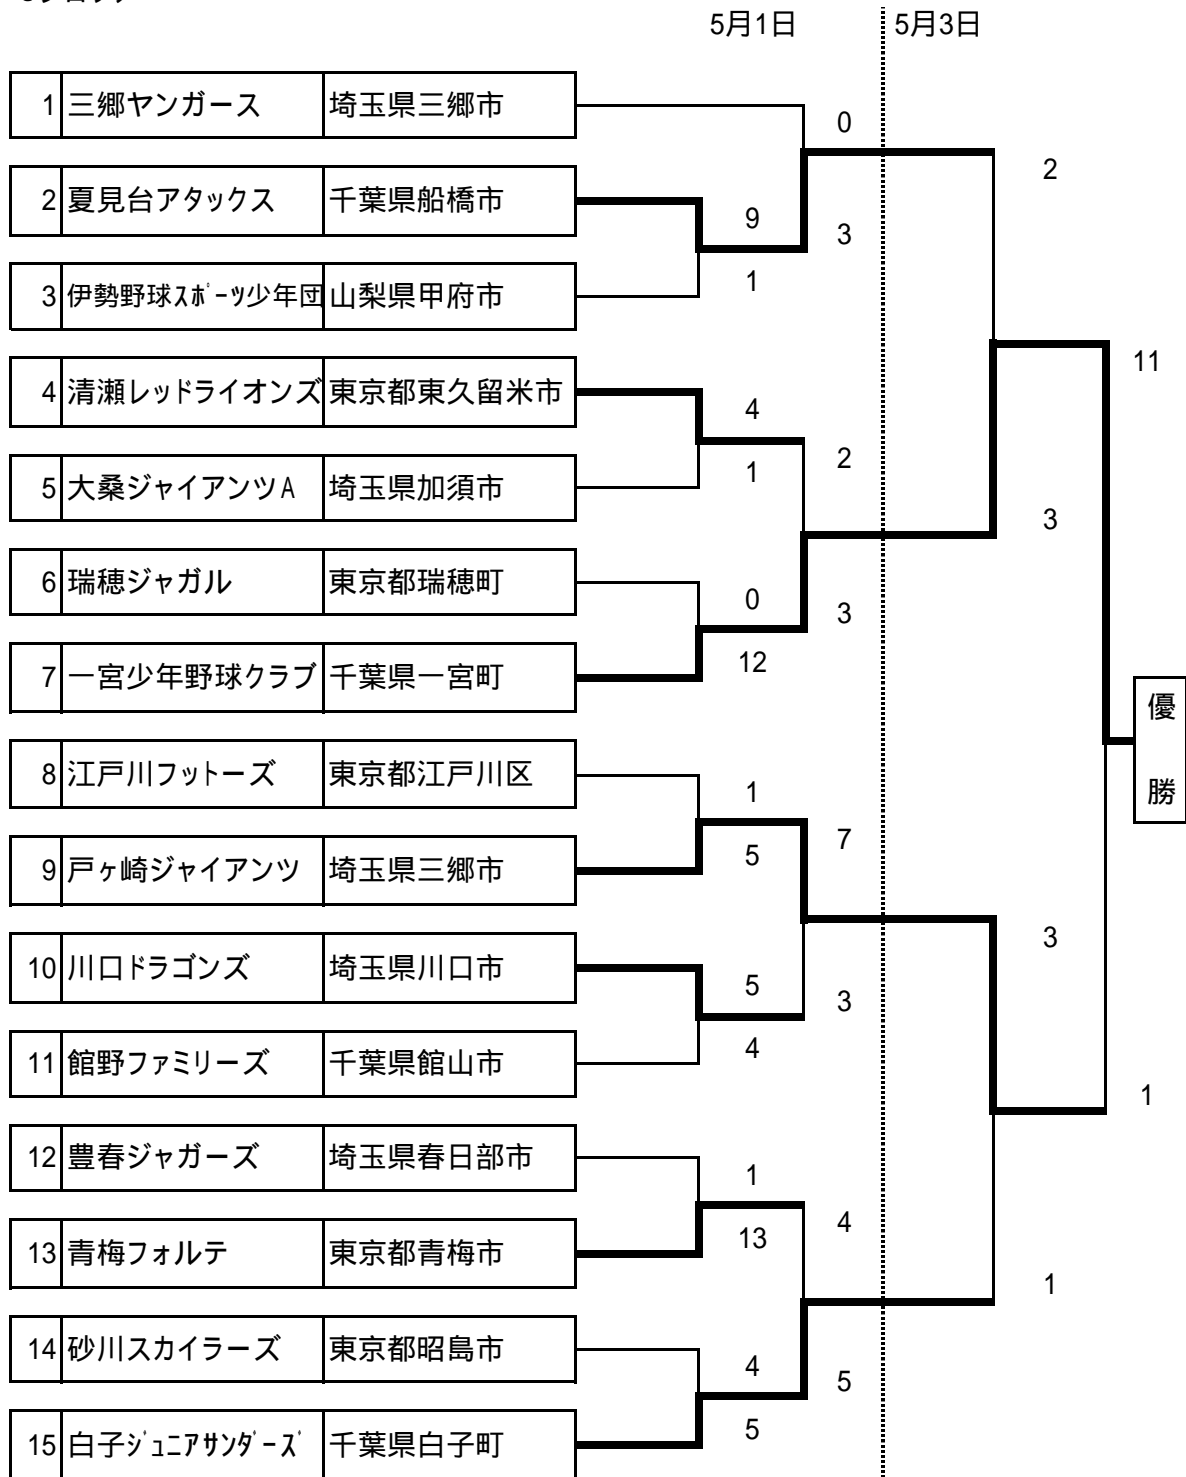 5月1日 5月3日
1 三郷ヤンガース 埼玉県三郷市
0
2
2 夏見台アタックス 千葉県船橋市
9
3
1
3 伊勢野球スポーツ少年団 山梨県甲府市
11
4 清瀬レッドライオンズ 東京都東久留米市
4
2
1
5 大桑ジャイアンツA 埼玉県加須市
3
6 瑞穂ジャガル 東京都瑞穂町
0
3
12
7 一宮少年野球クラブ 千葉県一宮町
優勝
8 江戸川フットーズ 東京都江戸川区
1
7
5
9 戸ヶ崎ジャイアンツ 埼玉県三郷市
3
10 川口ドラゴンズ 埼玉県川口市
5
3
4
11 館野ファミリーズ 千葉県館山市
1
12 豊春ジャガーズ 埼玉県春日部市
1
4
13
13 青梅フォルテ 東京都青梅市
1
14 砂川スカイラーズ 東京都昭島市
4
5
5
15 白子ジュニアサンダーズ 千葉県白子町